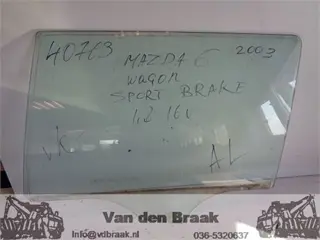 40763
MAZDA 6 2003
WAGON
SPORT BRAKE
1.8 16V
VK AL
Van den Braak
Info@vdbraak.nl 036-5320637